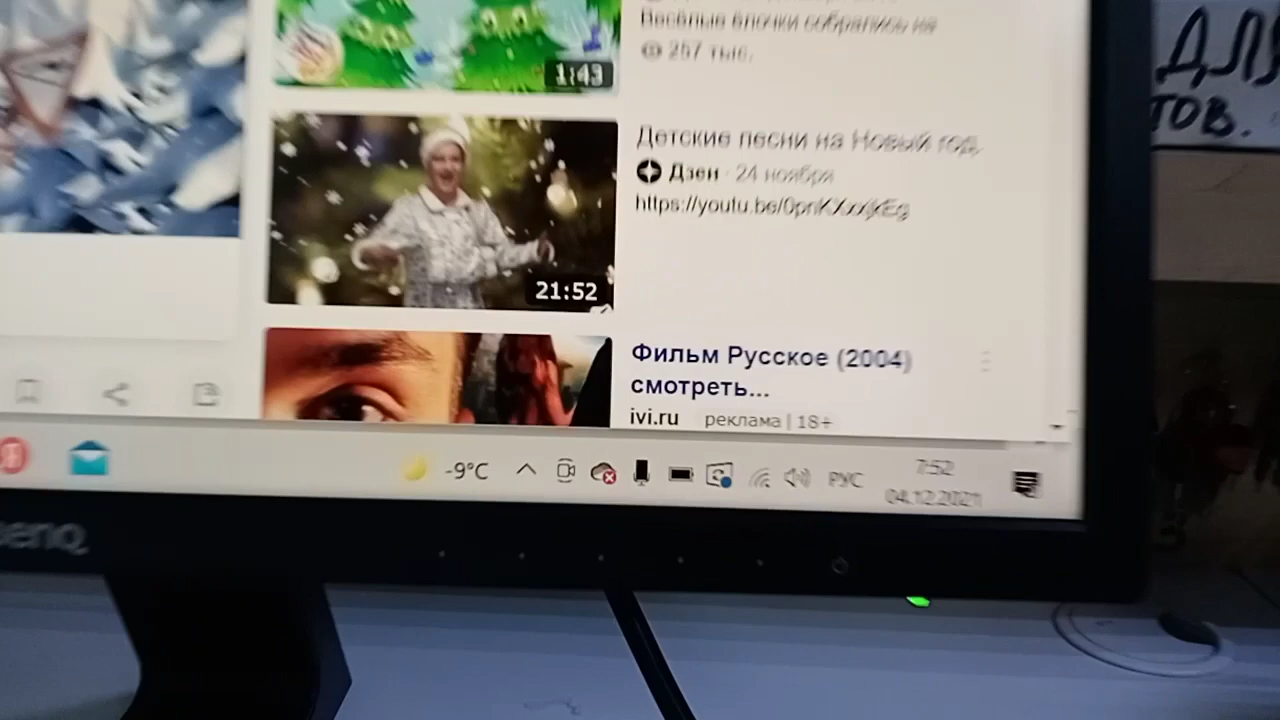 Весёлые ёлочки собрались на
257 тыс.
1:43
Детские песни на Новый год.
Дзен · 24 ноября
21:52
Фильм Русское (2004)
смотреть...
ivi.ru реклама | 18+
-9°C
РУС
7:52
04.12.2021
BenQ
ДЛЯ
ТОВ.